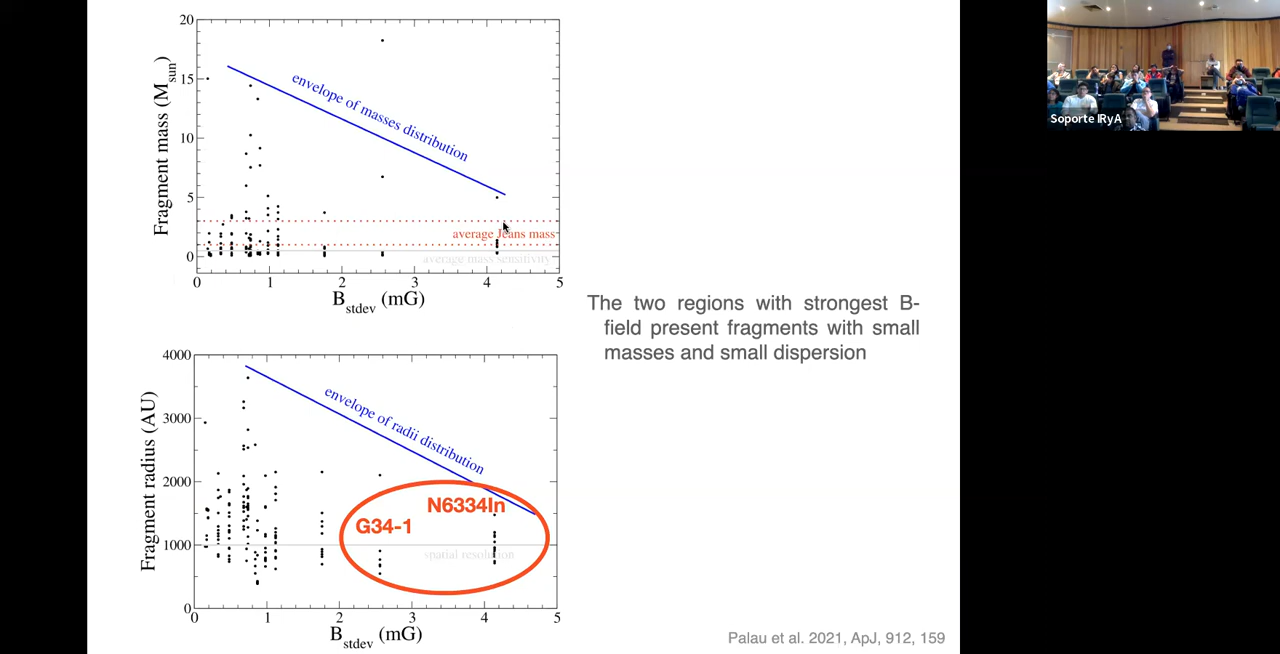 20
15
10
5
0
Fragment mass (M_sun)
envelope of masses distribution
average Jeans mass
average mass sensitivity
0 1 2 3 4 5
B_stdev (mG)
4000
3000
2000
1000
0
Fragment radius (AU)
envelope of radii distribution
N6334In
G34-1
spatial resolution
0 1 2 3 4 5
B_stdev (mG)
The two regions with strongest B-
field present fragments with small
masses and small dispersion
Palau et al. 2021, ApJ, 912, 159
Soporte IRyA